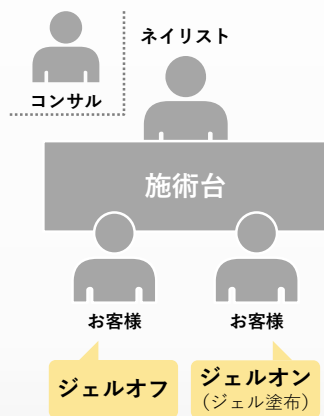 ネイリスト
コンサル
施術台
お客様
お客様
ジェルオフ
ジェルオン
（ジェル塗布）